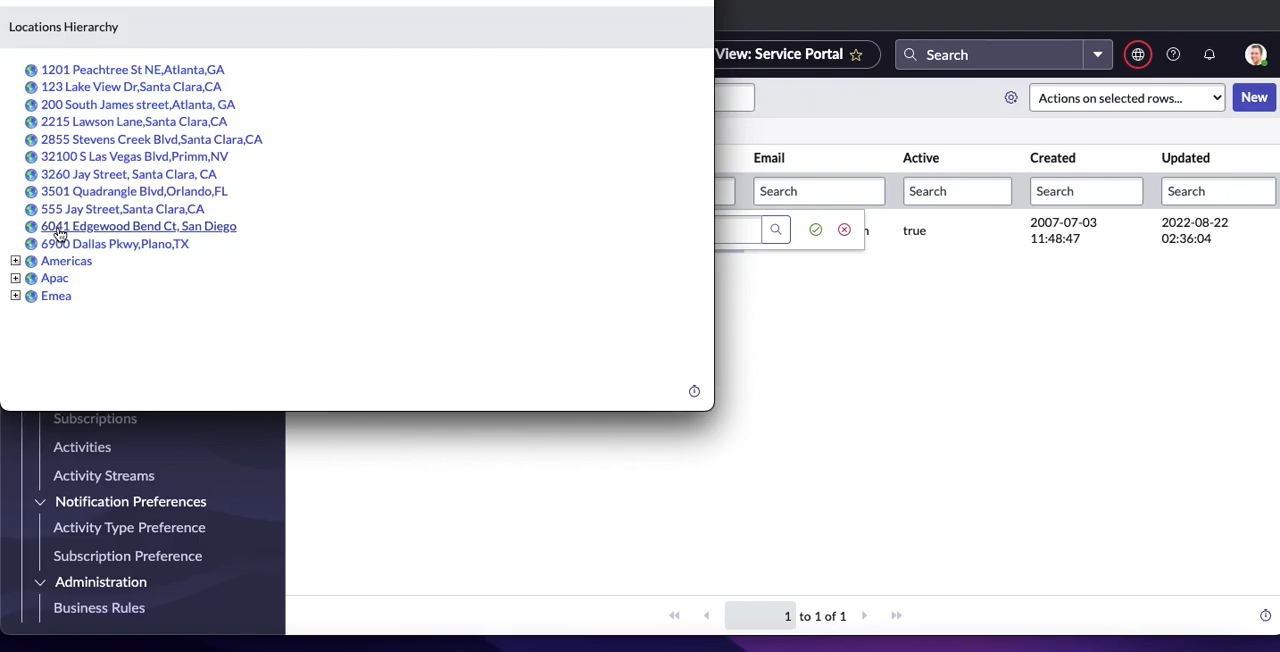 Locations Hierarchy
1201 Peachtree St NE,Atlanta,GA
123 Lake View Dr,Santa Clara,CA
200 South James street,Atlanta, GA
2215 Lawson Lane,Santa Clara,CA
2855 Stevens Creek Blvd,Santa Clara,CA
32100 S Las Vegas Blvd,Primm,NV
3260 Jay Street, Santa Clara, CA
3501 Quadrangle Blvd,Orlando,FL
555 Jay Street,Santa Clara,CA
6041 Edgewood Bend Ct, San Diego
6900 Dallas Pkwy,Plano,TX
Americas
Apac
Emea
View: Service Portal
Search
Actions on selected rows...
New
Email Active Created Updated
Search Search Search Search
true 2007-07-03 11:48:47 2022-08-22 02:36:04
Subscriptions
Activities
Activity Streams
Notification Preferences
Activity Type Preference
Subscription Preference
Administration
Business Rules
1 to 1 of 1